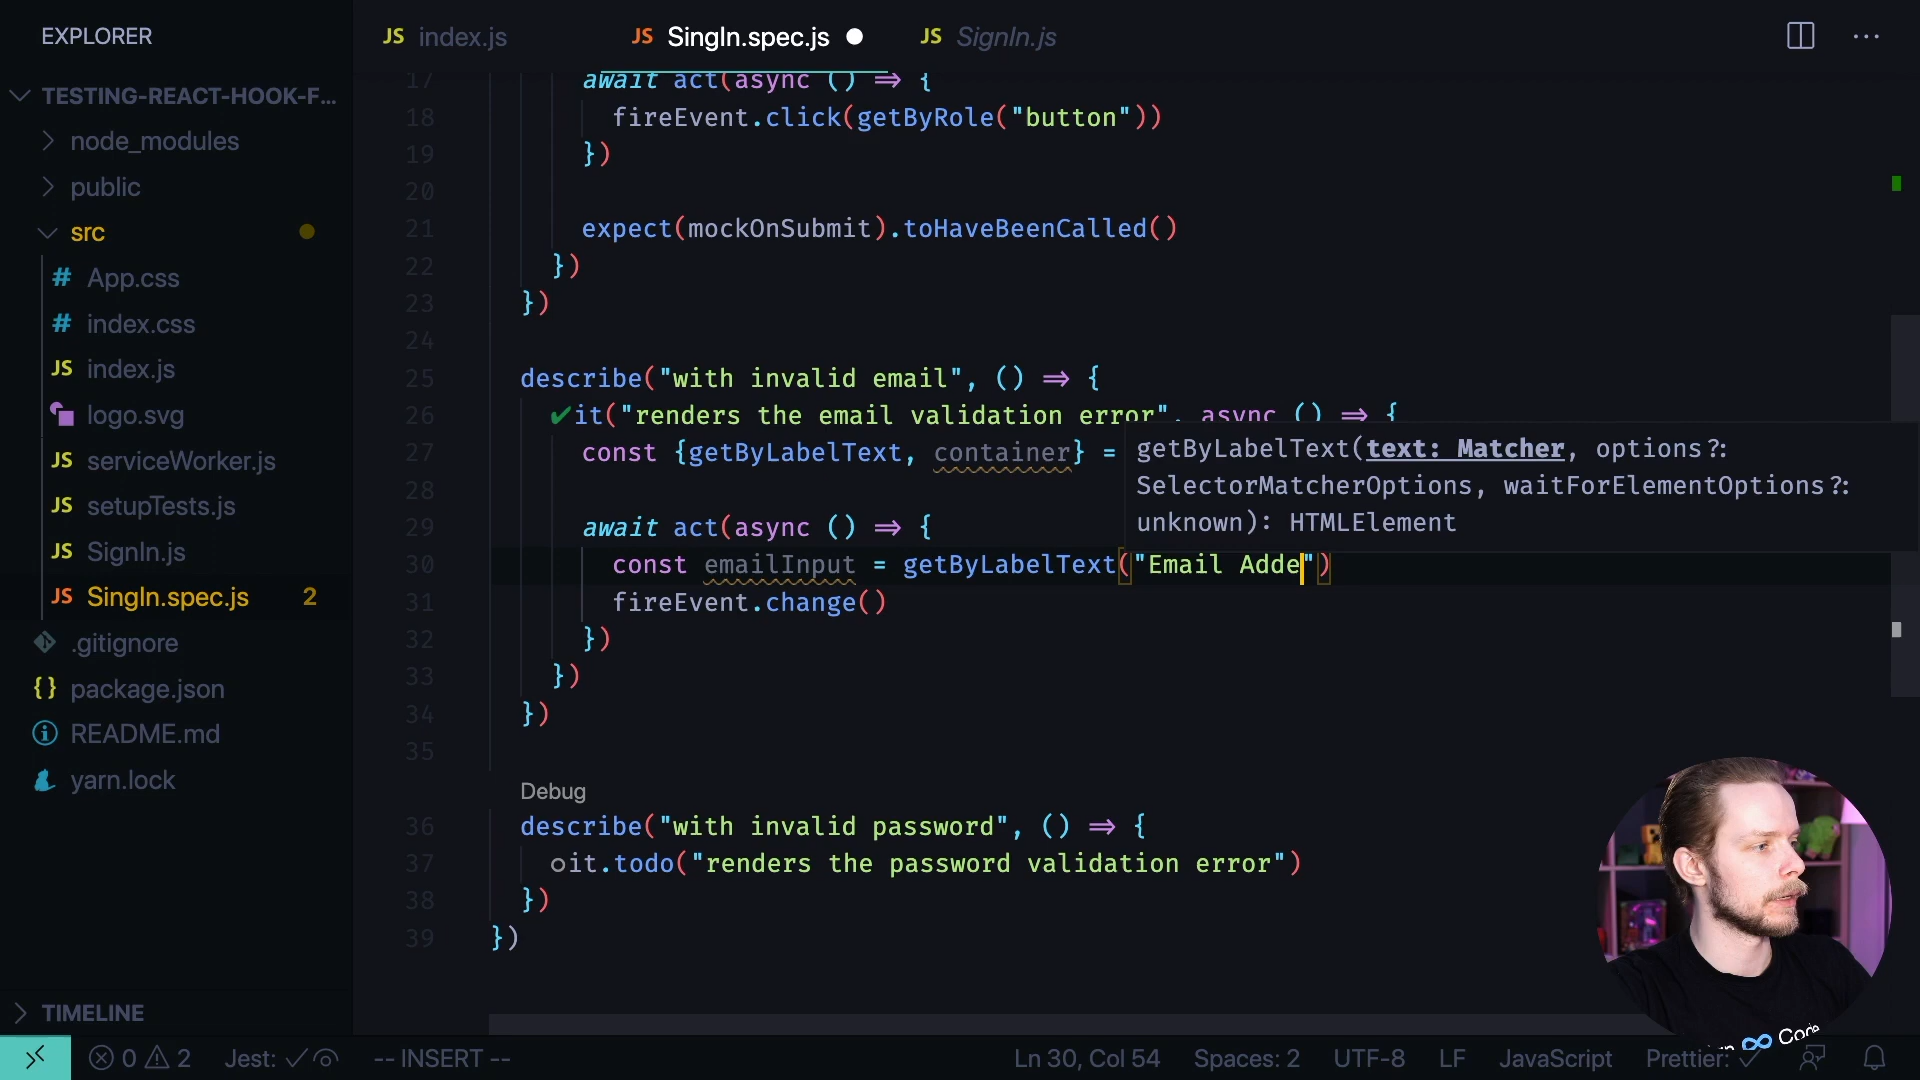 EXPLORER
JS index.js
JS SingIn.spec.js
JS SignIn.js
TESTING-REACT-HOOK-F...
node_modules
public
src
# App.css
# index.css
JS index.js
logo.svg
JS serviceWorker.js
JS setupTests.js
JS SignIn.js
JS SingIn.spec.js 2
.gitignore
{} package.json
README.md
yarn.lock
TIMELINE
17 await act(async () => {
18 fireEvent.click(getByRole("button"))
19 })
20
21 expect(mockOnSubmit).toHaveBeenCalled()
22 })
23 })
24
25 describe("with invalid email", () => {
26 it("renders the email validation error", async () => {
27 const {getByLabelText, container} =
28
29 await act(async () => {
30 const emailInput = getByLabelText("Email Adde")
31 fireEvent.change()
32 })
33 })
34 })
35
Debug
36 describe("with invalid password", () => {
37 it.todo("renders the password validation error")
38 })
39 })
getByLabelText(text: Matcher, options?:
SelectorMatcherOptions, waitForElementOptions?:
unknown): HTMLElement
0 2 Jest: -- INSERT -- Ln 30, Col 54 Spaces: 2 UTF-8 LF JavaScript Prettier:
Code